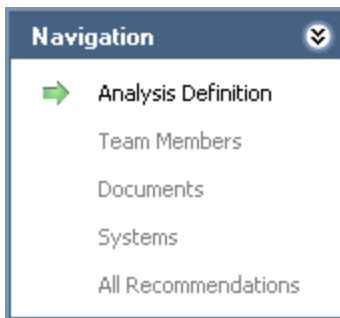 Navigation
Analysis Definition
Team Members
Documents
Systems
All Recommendations